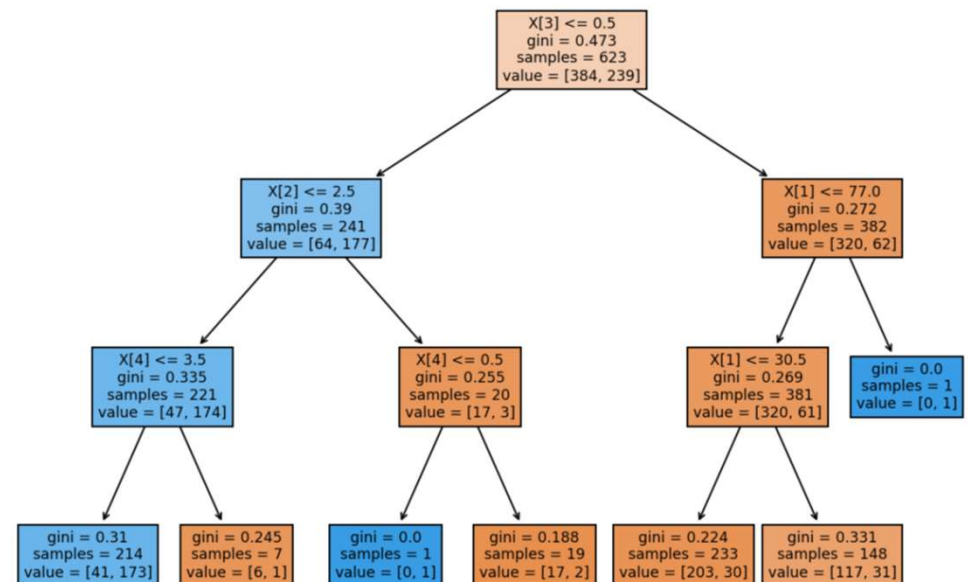 X[3] <= 0.5
gini = 0.473
samples = 623
value = [384, 239]
X[2] <= 2.5
gini = 0.39
samples = 241
value = [64, 177]
X[1] <= 77.0
gini = 0.272
samples = 382
value = [320, 62]
X[4] <= 3.5
gini = 0.335
samples = 221
value = [47, 174]
X[4] <= 0.5
gini = 0.255
samples = 20
value = [17, 3]
X[1] <= 30.5
gini = 0.269
samples = 381
value = [320, 61]
gini = 0.0
samples = 1
value = [0, 1]
gini = 0.31
samples = 214
value = [41, 173]
gini = 0.245
samples = 7
value = [6, 1]
gini = 0.0
samples = 1
value = [0, 1]
gini = 0.188
samples = 19
value = [17, 2]
gini = 0.224
samples = 233
value = [203, 30]
gini = 0.331
samples = 148
value = [117, 31]